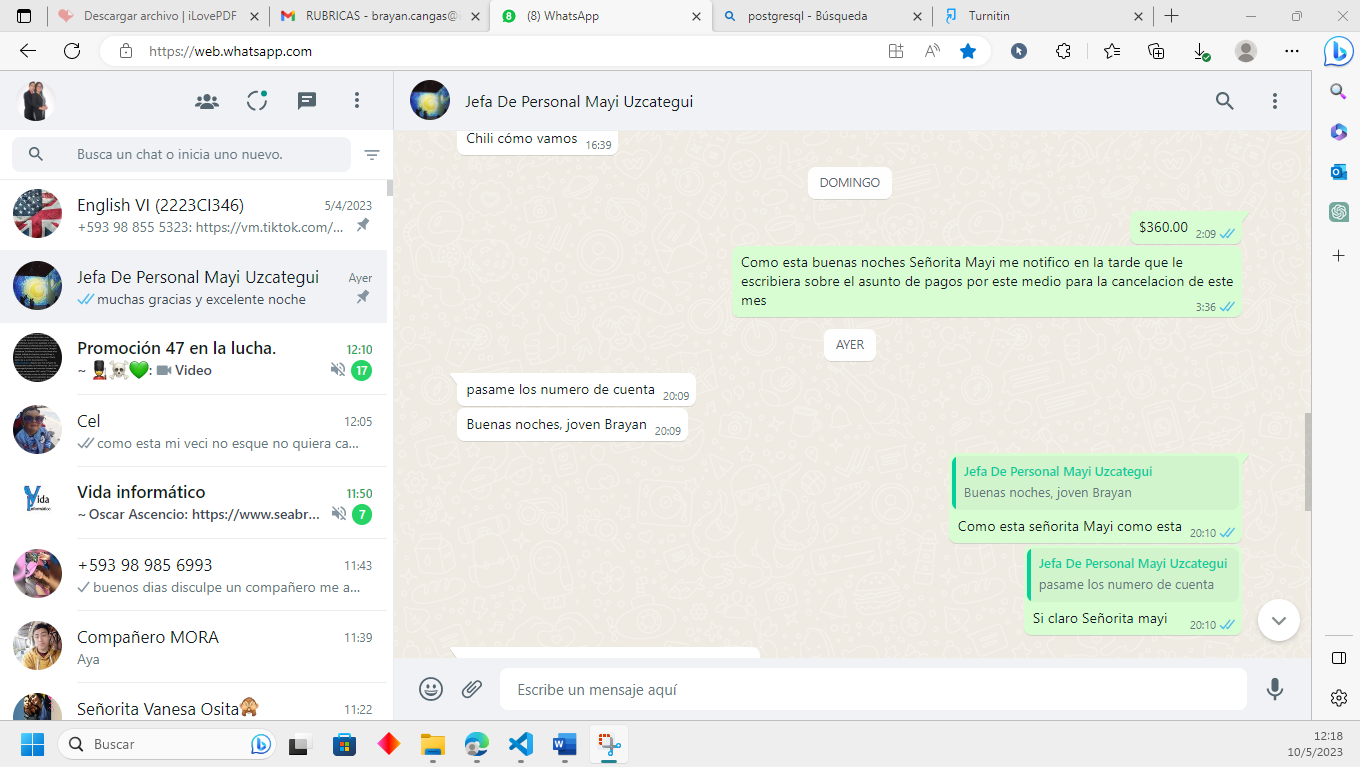 Descargar archivo | iLovePDF
RUBRICAS - brayan.cangas@
(8) WhatsApp
postgresql - Búsqueda
Turnitin
https://web.whatsapp.com
Jefa De Personal Mayi Uzcategui
Busca un chat o inicia uno nuevo.
English VI (2223CI346)
5/4/2023
+593 98 855 5323: https://vm.tiktok.com/...
Jefa De Personal Mayi Uzcategui
Ayer
muchas gracias y excelente noche
Promoción 47 en la lucha.
12:10
~ 💂☠💚: Video
17
Cel
12:05
como esta mi veci no esque no quiera ca...
Vida informático
11:50
~ Oscar Ascencio: https://www.seabr...
7
Vida
informático
+593 98 985 6993
11:43
buenos dias disculpe un compañero me a...
Compañero MORA
11:39
Aya
Señorita Vanesa Osita🙈
11:22
Chili cómo vamos
16:39
DOMINGO
$360.00
2:09
Como esta buenas noches Señorita Mayi me notifico en la tarde que le
escribiera sobre el asunto de pagos por este medio para la cancelacion de este
mes
3:36
AYER
pasame los numero de cuenta
20:09
Buenas noches, joven Brayan
20:09
Jefa De Personal Mayi Uzcategui
Buenas noches, joven Brayan
Como esta señorita Mayi como esta
20:10
Jefa De Personal Mayi Uzcategui
pasame los numero de cuenta
Si claro Señorita mayi
20:10
Escribe un mensaje aquí
Buscar
12:18
10/5/2023